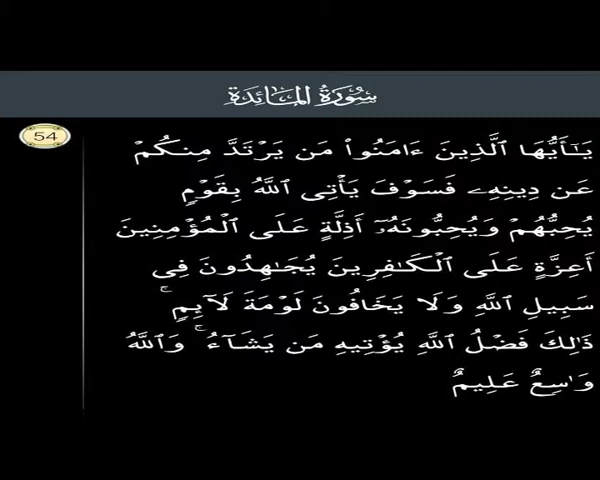 سُورَةُ المَائِدَة
54
يَـٰٓأَيُّهَا ٱلَّذِينَ ءَامَنُوا۟ مَن يَرْتَدَّ مِنكُمْ
عَن دِينِهِۦ فَسَوْفَ يَأْتِى ٱللَّهُ بِقَوْمٍ
يُحِبُّهُمْ وَيُحِبُّونَهُۥٓ أَذِلَّةٍ عَلَى ٱلْمُؤْمِنِينَ
أَعِزَّةٍ عَلَى ٱلْكَـٰفِرِينَ يُجَـٰهِدُونَ فِى
سَبِيلِ ٱللَّهِ وَلَا يَخَافُونَ لَوْمَةَ لَآئِمٍ ۚ
ذَٰلِكَ فَضْلُ ٱللَّهِ يُؤْتِيهِ مَن يَشَآءُ ۚ وَٱللَّهُ
وَٰسِعٌ عَلِيمٌ